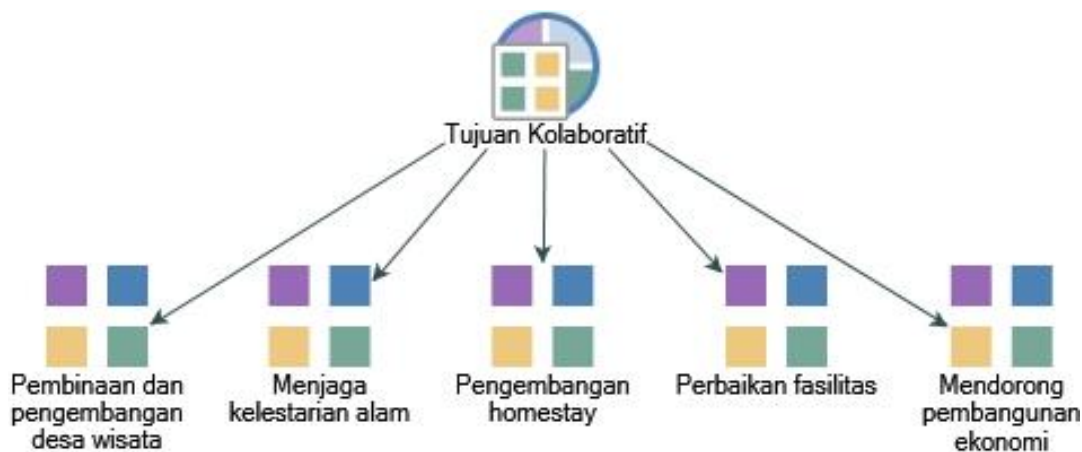 Tujuan Kolaboratif
Pembinaan dan
pengembangan
desa wisata
Menjaga
kelestarian alam
Pengembangan
homestay
Perbaikan fasilitas
Mendorong
pembangunan
ekonomi